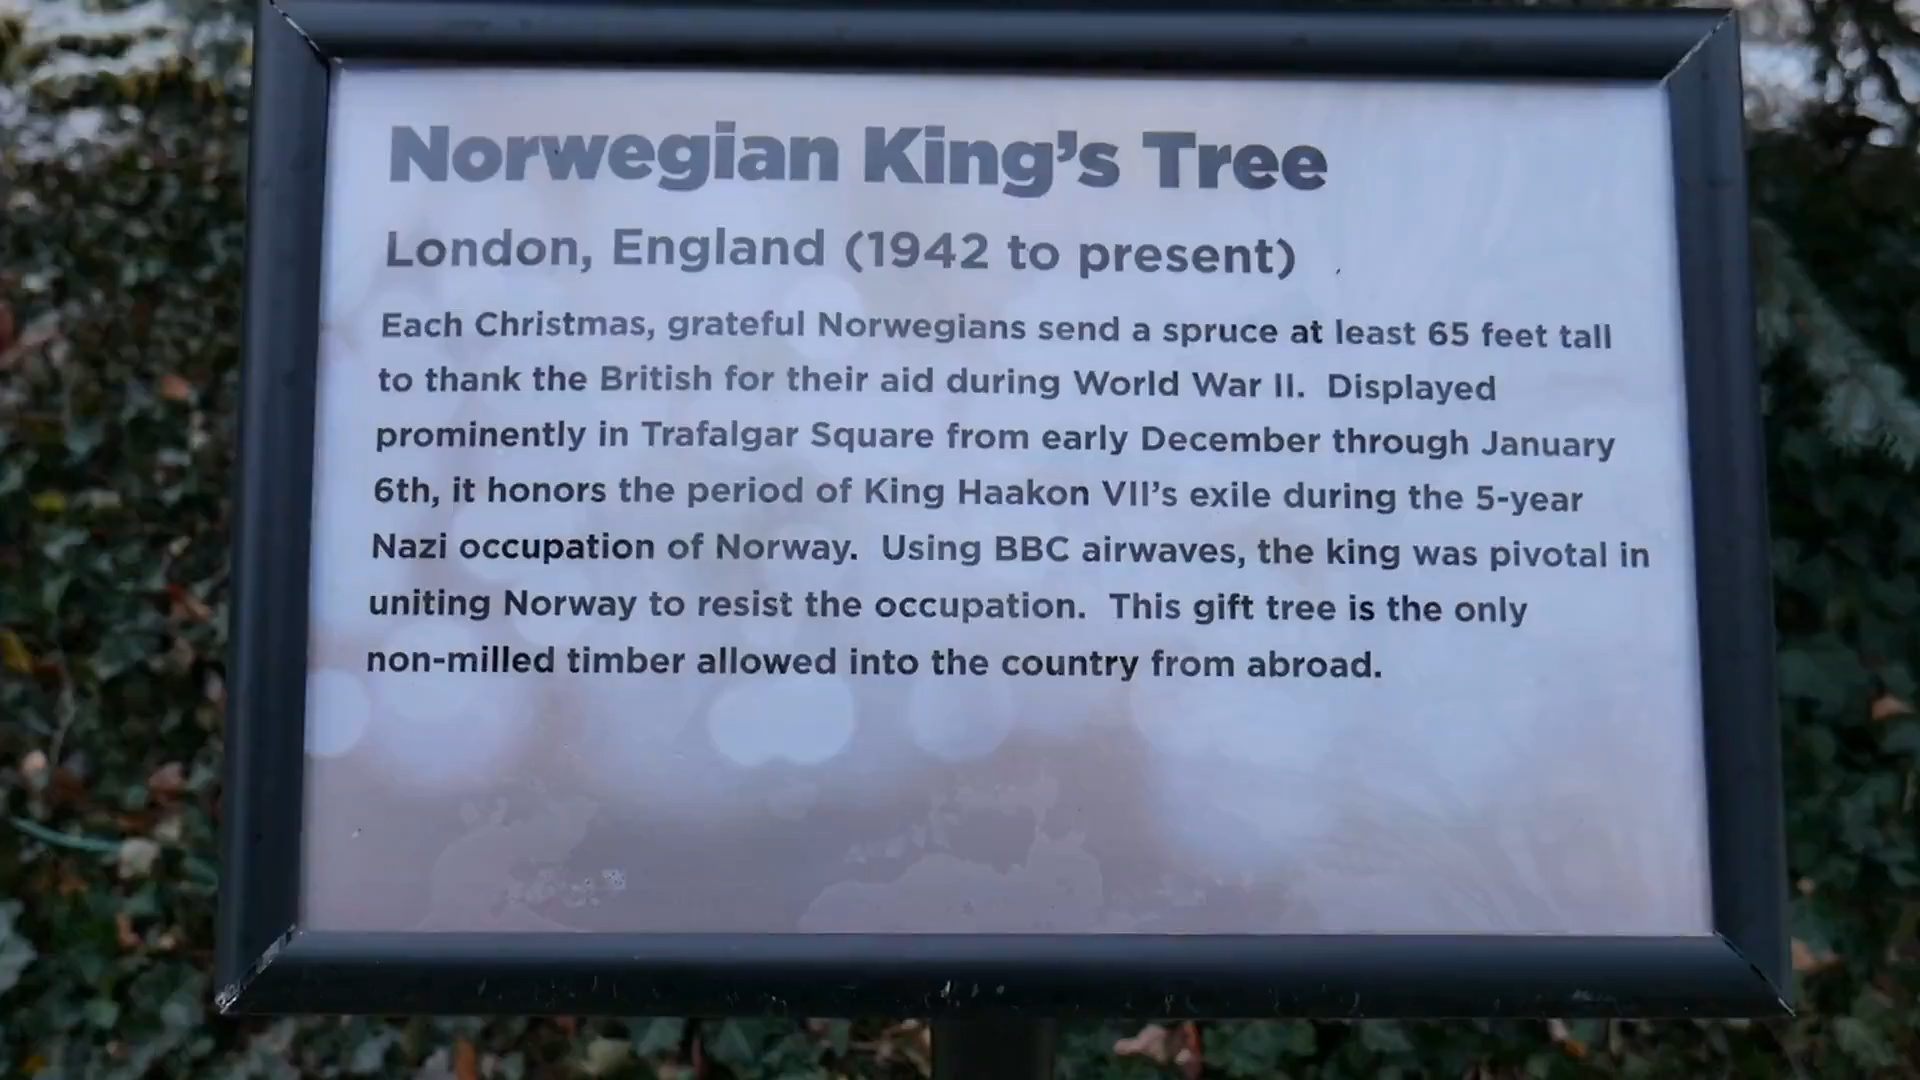 Norwegian King's Tree
London, England (1942 to present)
Each Christmas, grateful Norwegians send a spruce at least 65 feet tall
to thank the British for their aid during World War II. Displayed
prominently in Trafalgar Square from early December through January
6th, it honors the period of King Haakon VII's exile during the 5-year
Nazi occupation of Norway. Using BBC airwaves, the king was pivotal in
uniting Norway to resist the occupation. This gift tree is the only
non-milled timber allowed into the country from abroad.